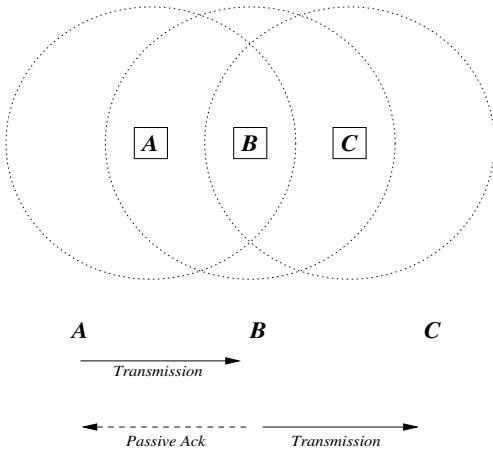 A B C
A B C
Transmission
Passive Ack Transmission